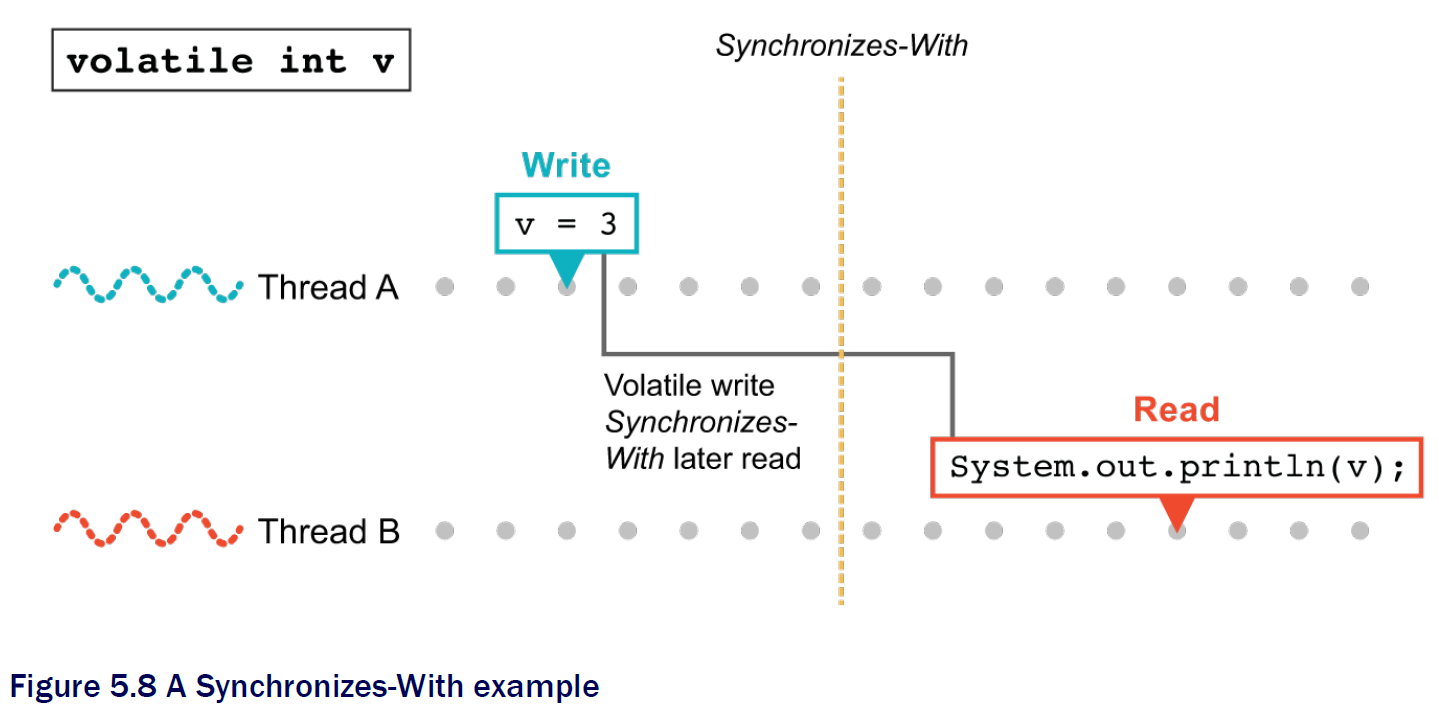 volatile int v
Synchronizes-With
Write
v = 3
Thread A
Volatile write
Synchronizes-
With later read
Read
System.out.println(v);
Thread B
Figure 5.8 A Synchronizes-With example